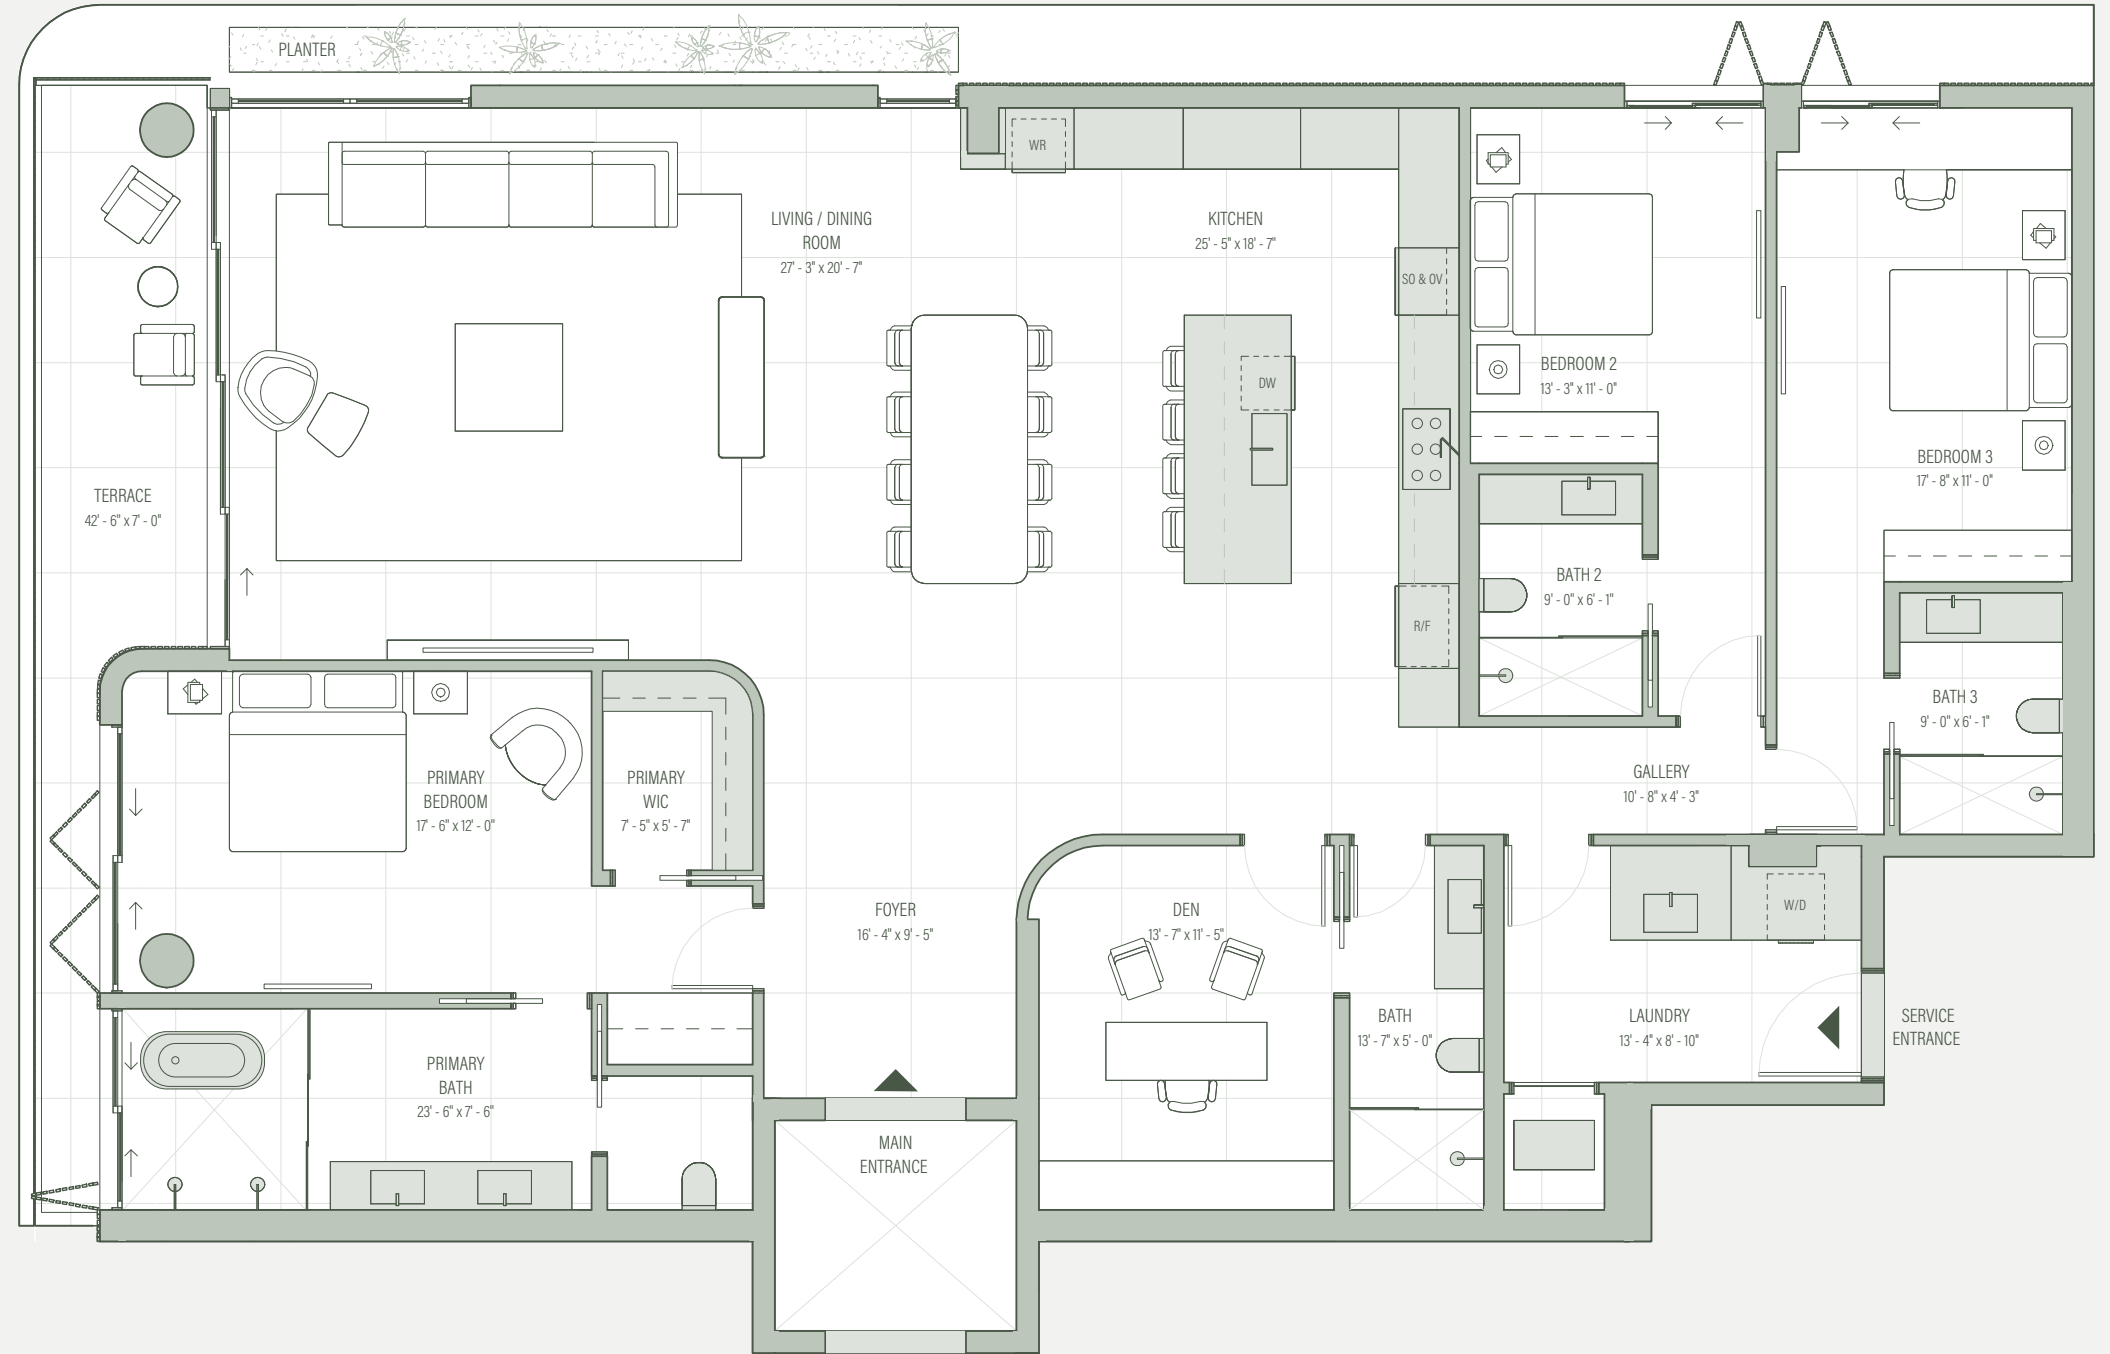 PLANTER
WR
LIVING / DINING
ROOM
27' - 3" x 20' - 7"
KITCHEN
25' - 5" x 18' - 7"
SO & OV
DW
BEDROOM 2
13' - 3" x 11' - 0"
BEDROOM 3
17' - 8" x 11' - 0"
TERRACE
42' - 6" x 7' - 0"
BATH 2
9' - 0" x 6' - 1"
R/F
BATH 3
9' - 0" x 6' - 1"
PRIMARY
BEDROOM
17' - 6" x 12' - 0"
PRIMARY
WIC
7' - 5" x 5' - 7"
GALLERY
10' - 8" x 4' - 3"
FOYER
16' - 4" x 9' - 5"
DEN
13' - 7" x 11' - 5"
W/D
BATH
13' - 7" x 5' - 0"
LAUNDRY
13' - 4" x 8' - 10"
SERVICE
ENTRANCE
PRIMARY
BATH
23' - 6" x 7' - 6"
MAIN
ENTRANCE